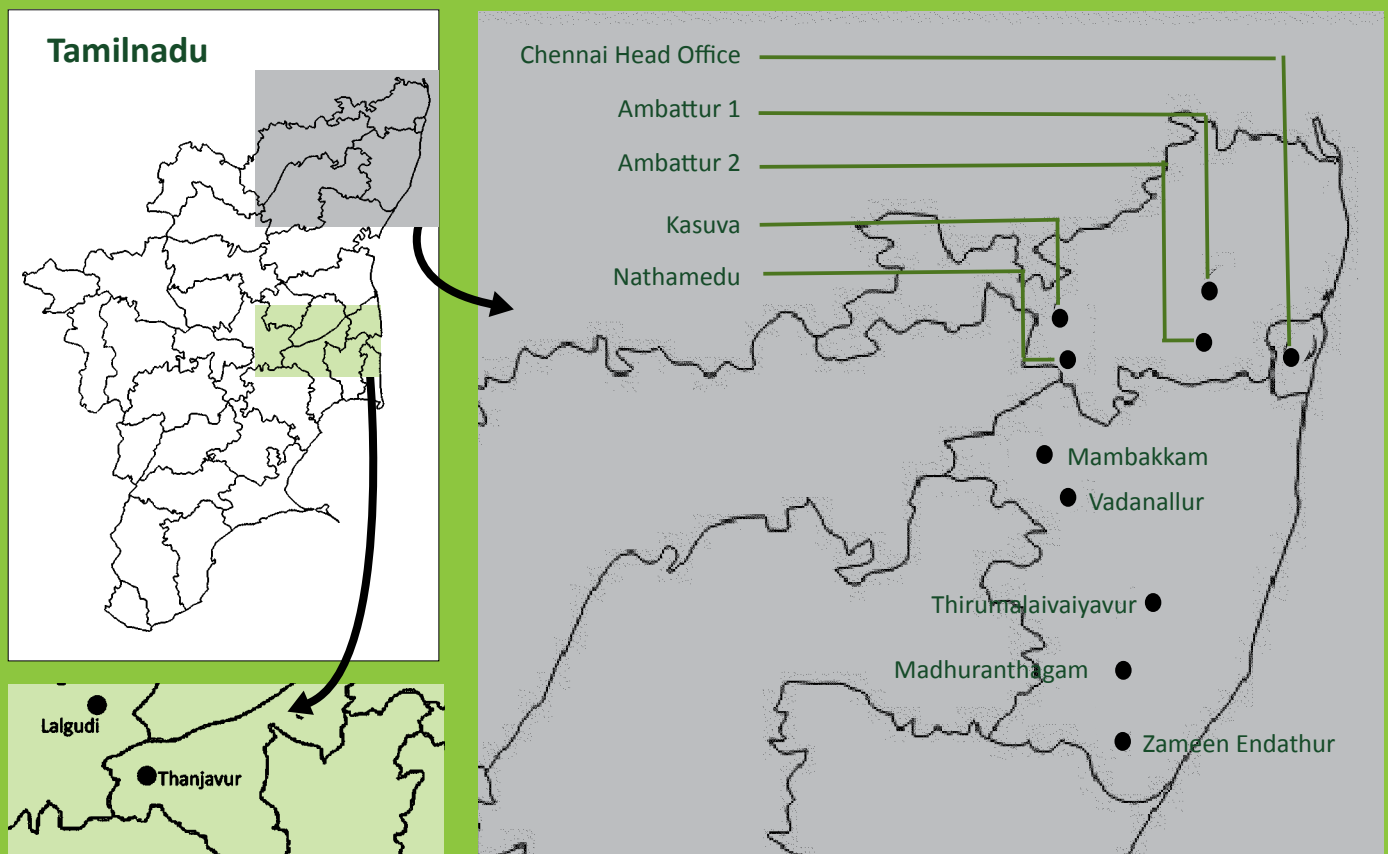 Tamilnadu
Chennai Head Office
Ambattur 1
Ambattur 2
Kasuva
Nathamedu
Mambakkam
Vadanallur
Thirumalaivaiyavur
Madhuranthagam
Zameen Endathur
Lalgudi
Thanjavur